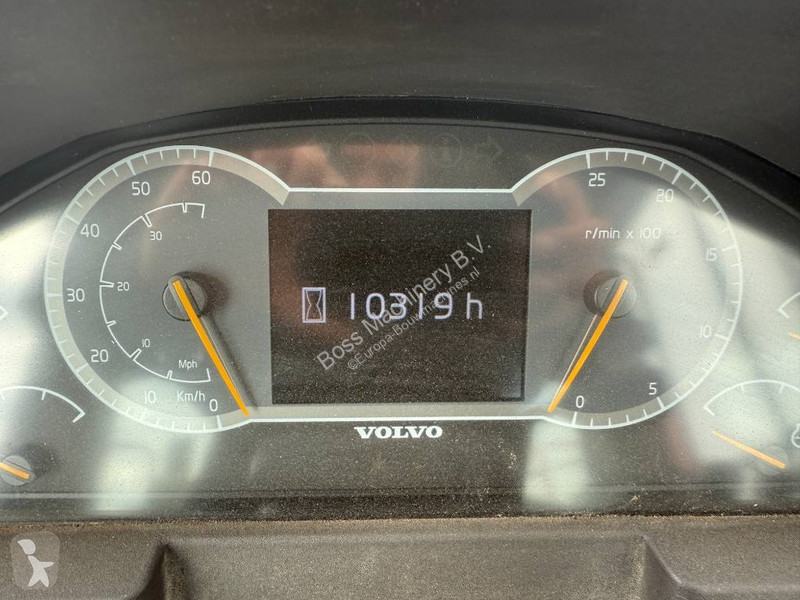 60
50
40
30
20
10
0
30
20
10
Mph
Km/h
10319 h
25
20
15
10
5
0
r/min x 100
VOLVO
Boss Machinery B.V.
©Europa-Bouwmachines.nl